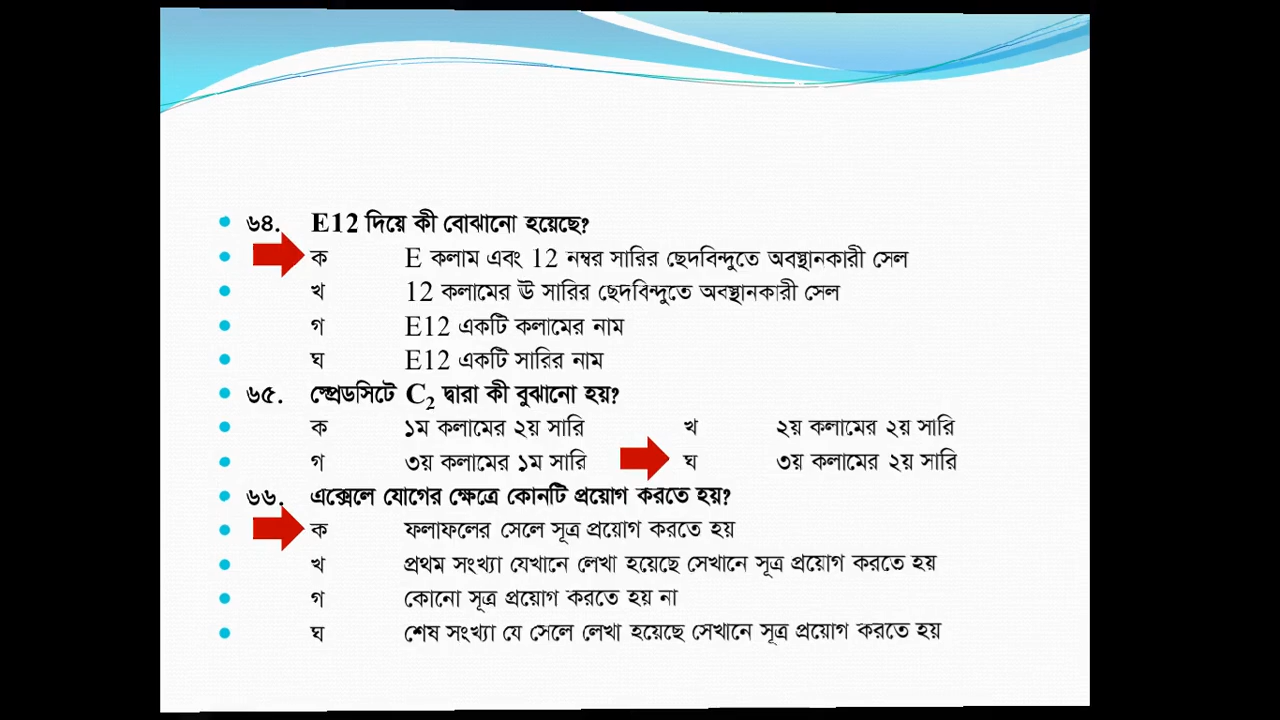 ৬৪. E12 দিয়ে কী বোঝানো হয়েছে?
ক E কলাম এবং 12 নম্বর সারির ছেদবিন্দুতে অবস্থানকারী সেল
খ 12 কলামের ঊ সারির ছেদবিন্দুতে অবস্থানকারী সেল
গ E12 একটি কলামের নাম
ঘ E12 একটি সারির নাম
৬৫. স্প্রেডসিটে C₂ দ্বারা কী বুঝানো হয়?
ক ১ম কলামের ২য় সারি খ ২য় কলামের ২য় সারি
গ ৩য় কলামের ১ম সারি ঘ ৩য় কলামের ২য় সারি
৬৬. এক্সেলে যোগের ক্ষেত্রে কোনটি প্রয়োগ করতে হয়?
ক ফলাফলের সেলে সূত্র প্রয়োগ করতে হয়
খ প্রথম সংখ্যা যেখানে লেখা হয়েছে সেখানে সূত্র প্রয়োগ করতে হয়
গ কোনো সূত্র প্রয়োগ করতে হয় না
ঘ শেষ সংখ্যা যে সেলে লেখা হয়েছে সেখানে সূত্র প্রয়োগ করতে হয়